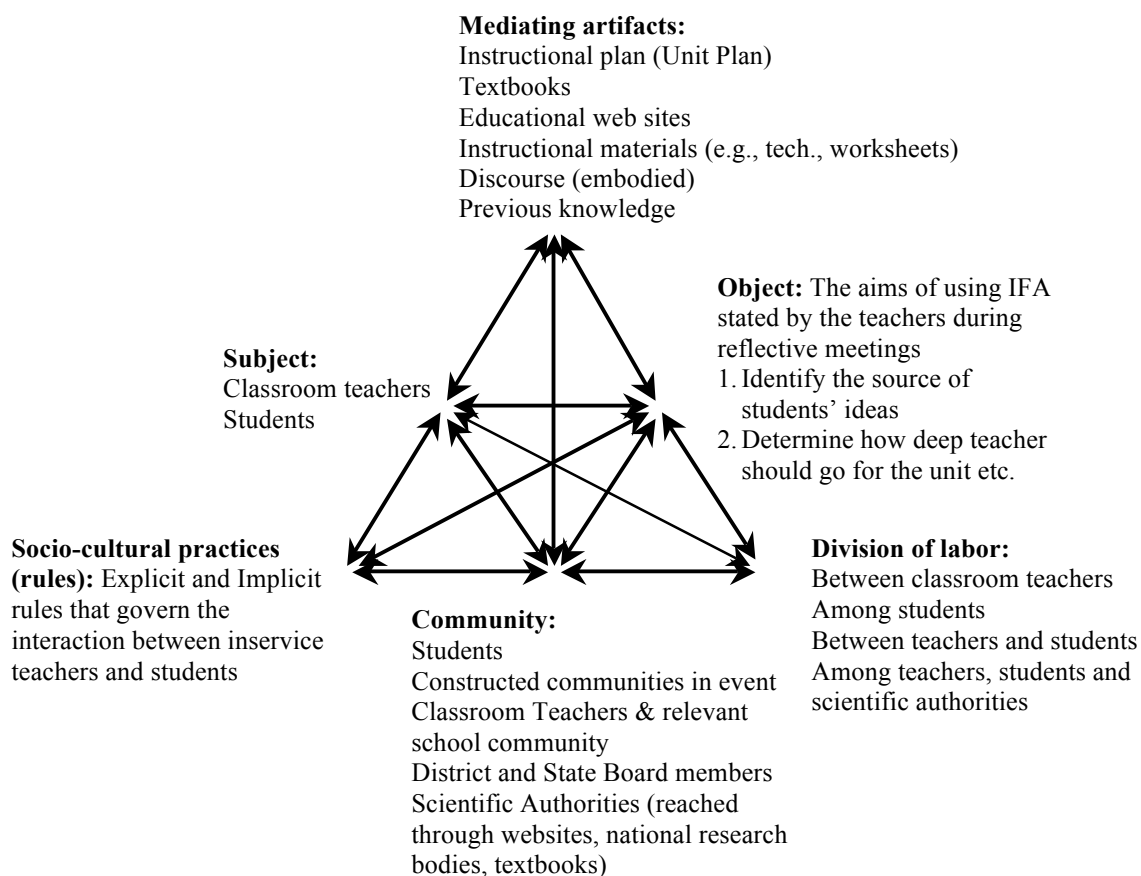 Mediating artifacts:
Instructional plan (Unit Plan)
Textbooks
Educational web sites
Instructional materials (e.g., tech., worksheets)
Discourse (embodied)
Previous knowledge
Subject:
Classroom teachers
Students
Object: The aims of using IFA
stated by the teachers during
reflective meetings
1. Identify the source of
students’ ideas
2. Determine how deep teacher
should go for the unit etc.
Socio-cultural practices
(rules): Explicit and Implicit
rules that govern the
interaction between inservice
teachers and students
Community:
Students
Constructed communities in event
Classroom Teachers & relevant
school community
District and State Board members
Scientific Authorities (reached
through websites, national research
bodies, textbooks)
Division of labor:
Between classroom teachers
Among students
Between teachers and students
Among teachers, students and
scientific authorities